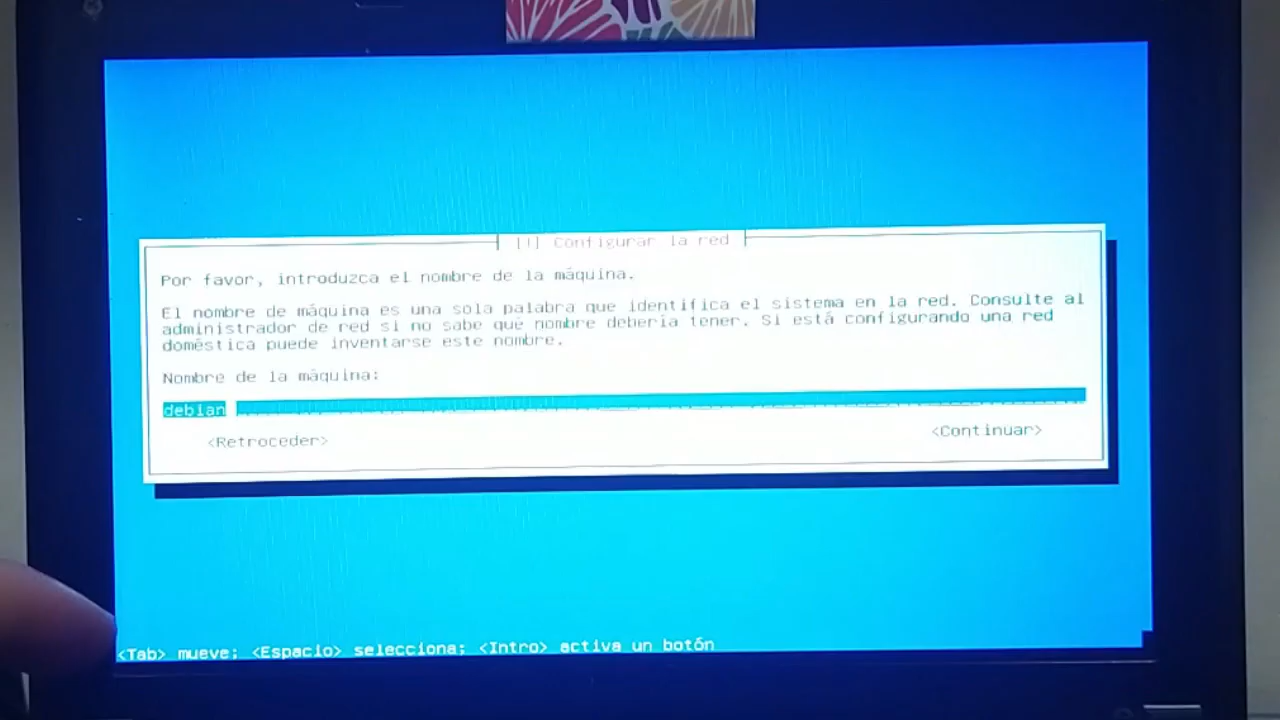 [!] Configurar la red
Por favor, introduzca el nombre de la máquina.
El nombre de máquina es una sola palabra que identifica el sistema en la red. Consulte al
administrador de red si no sabe qué nombre debería tener. Si está configurando una red
doméstica puede inventarse este nombre.
Nombre de la máquina:
debian
<Retroceder> <Continuar>
<Tab> mueve; <Espacio> selecciona; <Intro> activa un botón